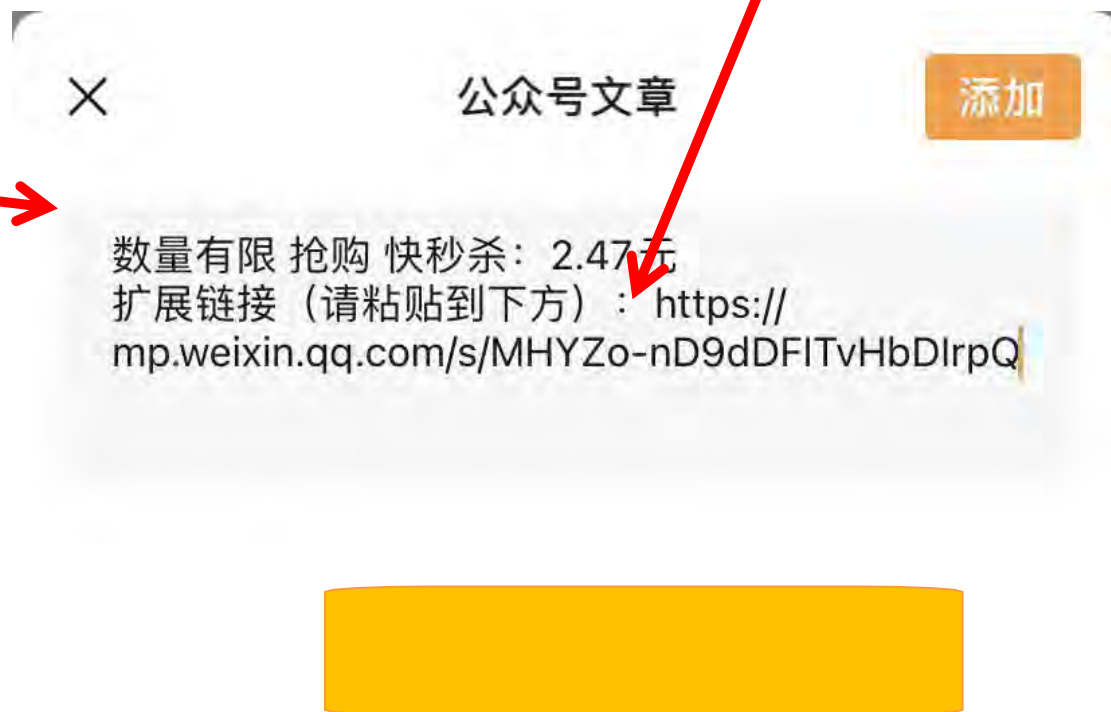 公众号文章
添加
数量有限 抢购 快秒杀：2.47元
扩展链接（请粘贴到下方）：https://
mp.weixin.qq.com/s/MHYZo-nD9dDFITvHbDIrpQ